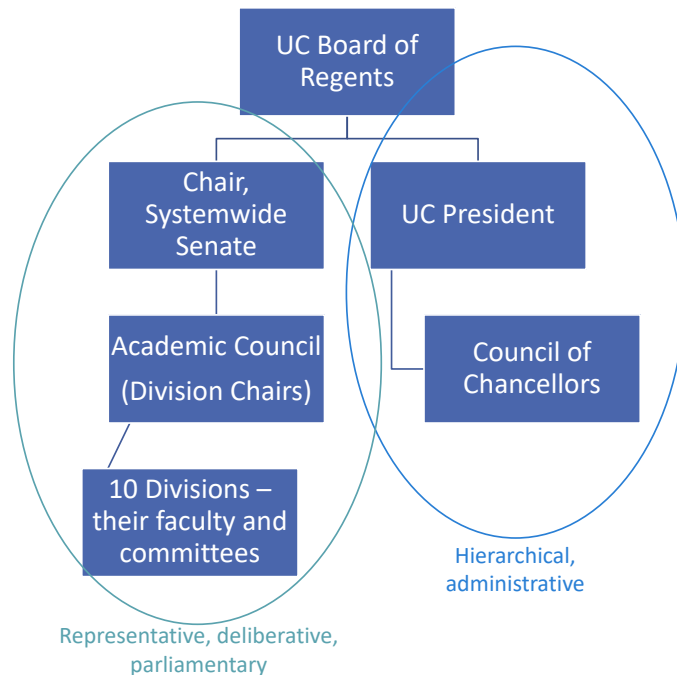 UC Board of
Regents
Chair,
Systemwide
Senate
UC President
Academic Council
(Division Chairs)
Council of
Chancellors
10 Divisions –
their faculty and
committees
Hierarchical,
administrative
Representative, deliberative,
parliamentary